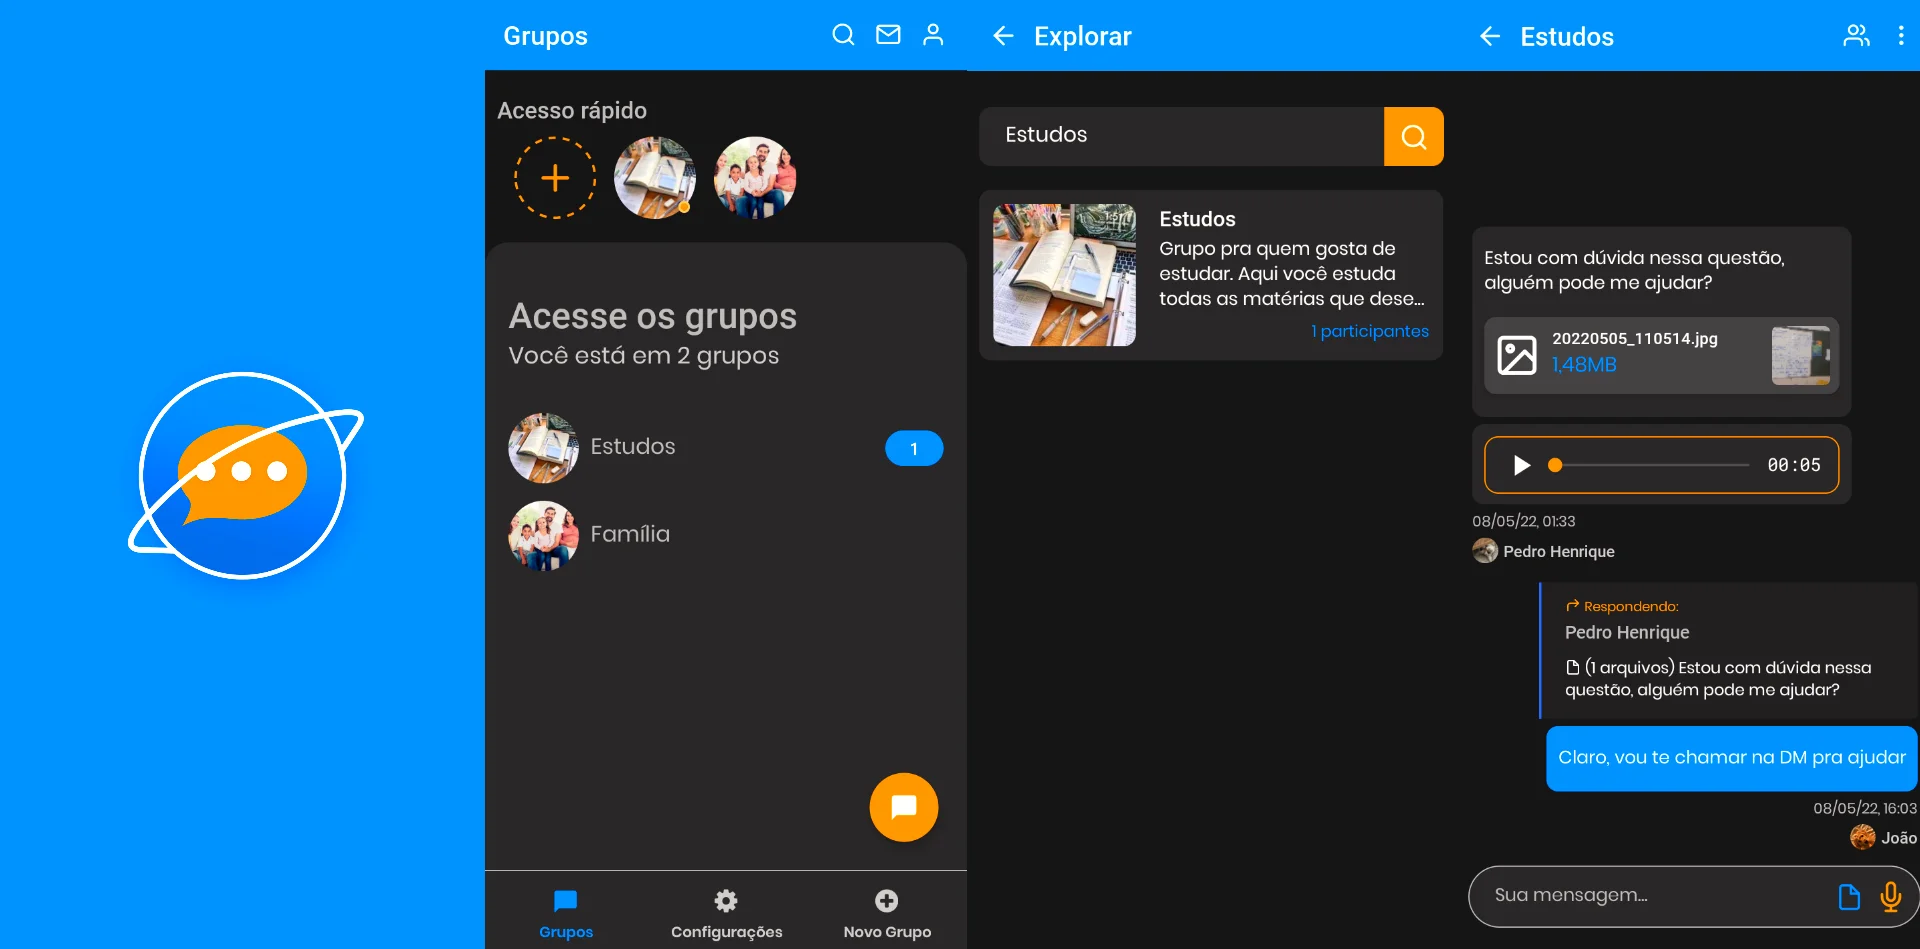 Grupos
Acesso rápido
Acesse os grupos
Você está em 2 grupos
Estudos
1
Família
Grupos
Configurações
Novo Grupo
Explorar
Estudos
Estudos
Grupo pra quem gosta de
estudar. Aqui você estuda
todas as matérias que dese...
1 participantes
Estudos
Estou com dúvida nessa questão,
alguém pode me ajudar?
20220505_110514.jpg
1,48MB
00:05
08/05/22, 01:33
Pedro Henrique
Respondendo:
Pedro Henrique
(1 arquivos) Estou com dúvida nessa
questão, alguém pode me ajudar?
Claro, vou te chamar na DM pra ajudar
08/05/22, 16:03
João
Sua mensagem...